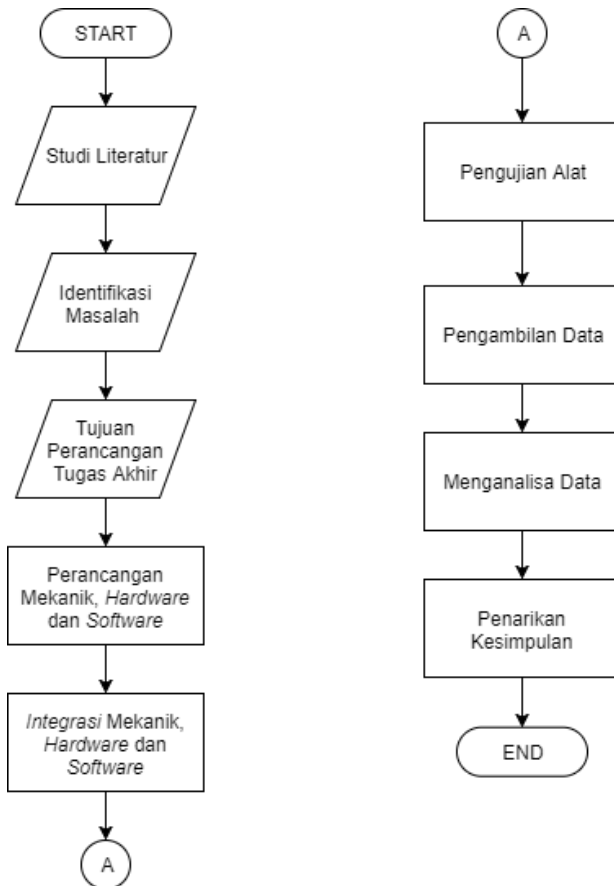 START
Studi Literatur
Identifikasi
Masalah
Tujuan
Perancangan
Tugas Akhir
Perancangan
Mekanik, Hardware
dan Software
Integrasi Mekanik,
Hardware dan
Software
A
A
Pengujian Alat
Pengambilan Data
Menganalisa Data
Penarikan
Kesimpulan
END